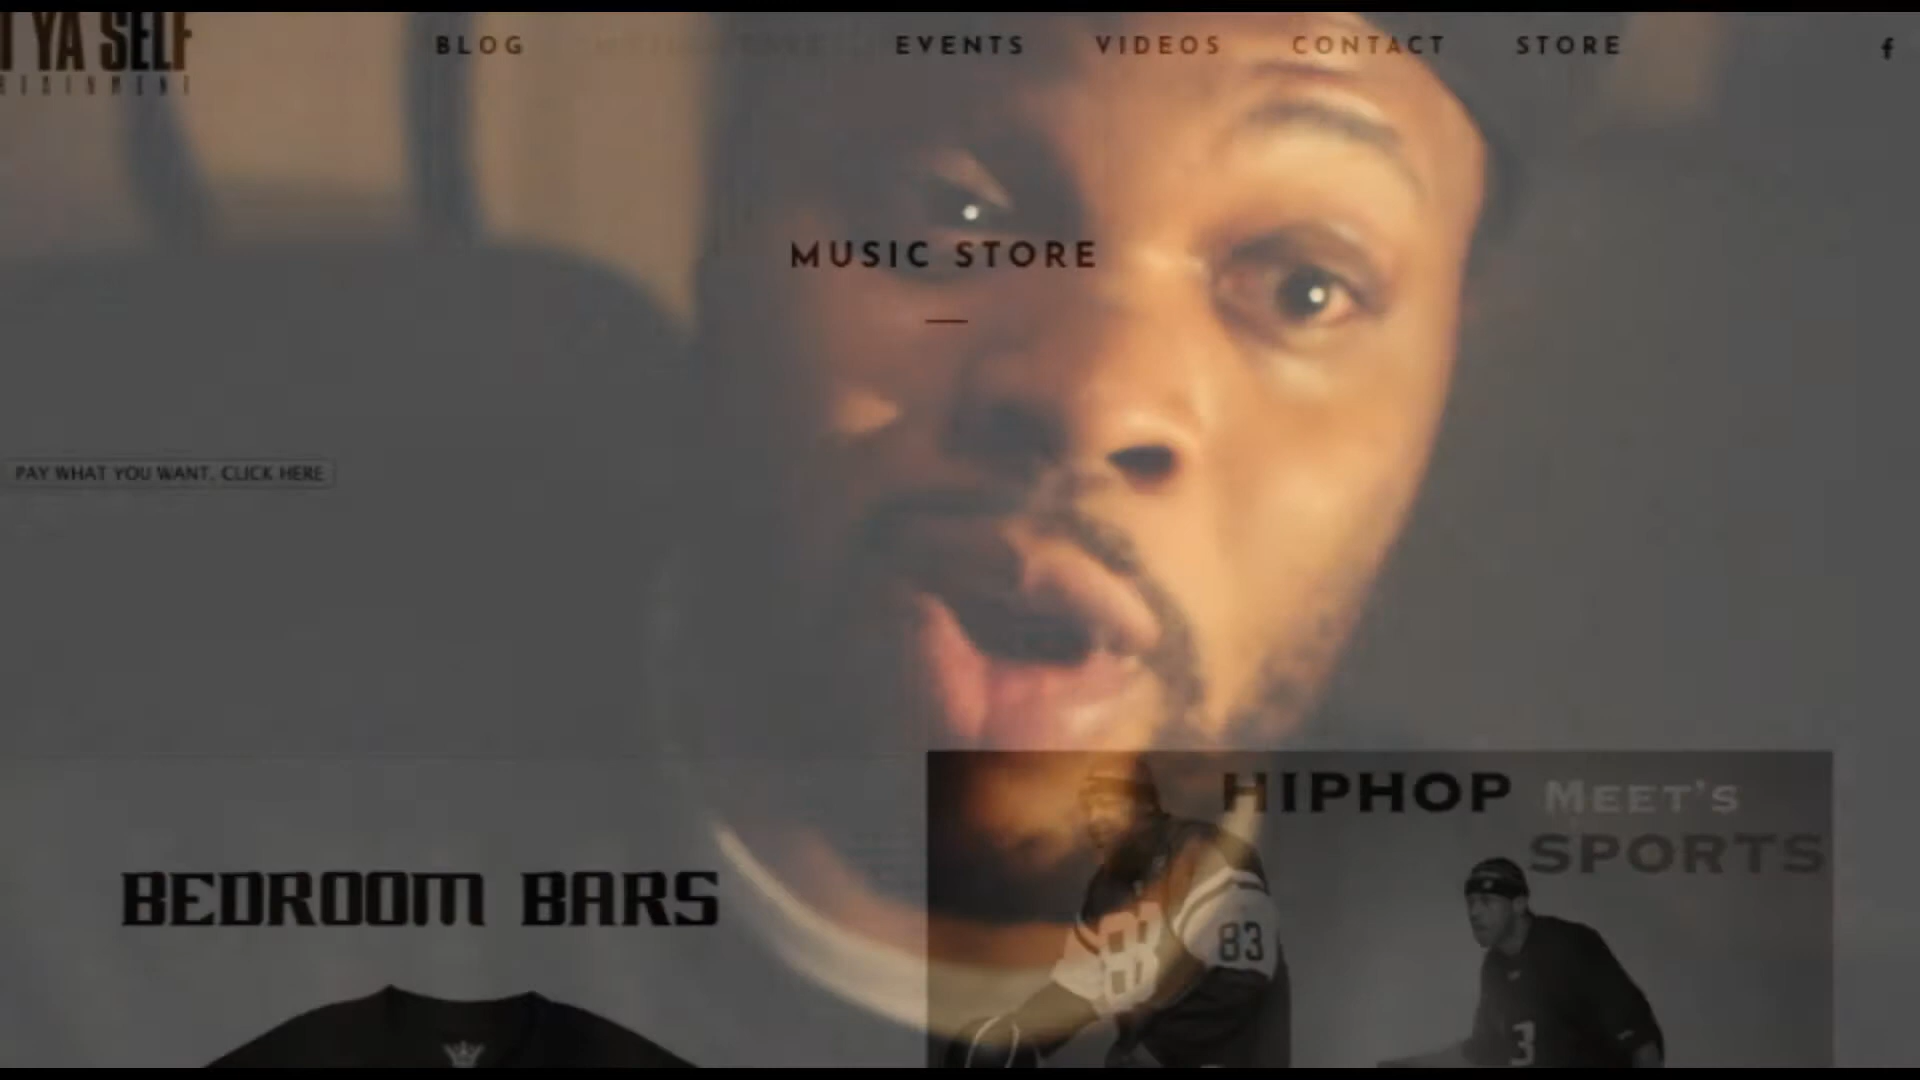 YA SELF
BLOG
EVENTS
VIDEOS
CONTACT
STORE
f
MUSIC STORE
PAY WHAT YOU WANT. CLICK HERE
HIPHOP MEET'S
SPORTS
BEDROOM BARS
83
83
3